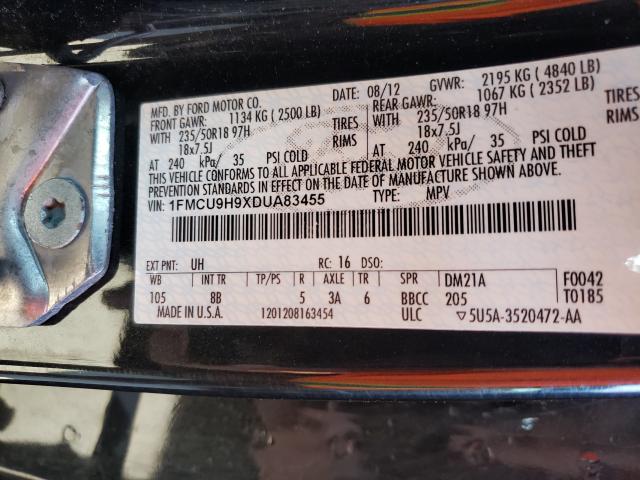 MFD. BY FORD MOTOR CO.
DATE: 08/12 GVWR: 2195 KG ( 4840 LB)
FRONT GAWR: 1134 KG ( 2500 LB) REAR GAWR: 1067 KG ( 2352 LB)
WITH 235/50R18 97H TIRES WITH 235/50R18 97H TIRES
18x7.5J RIMS 18x7.5J RIMS
AT 240 kPa/ 35 PSI COLD AT 240 kPa/ 35 PSI COLD
THIS VEHICLE CONFORMS TO ALL APPLICABLE FEDERAL MOTOR VEHICLE SAFETY AND THEFT
PREVENTION STANDARDS IN EFFECT ON THE DATE OF MANUFACTURE SHOWN ABOVE.
VIN: 1FMCU9H9XDUA83455 TYPE: MPV
EXT PNT: UH RC: 16 DSO:
WB INT TR TP/PS R AXLE TR SPR DM21A F0042
105 8B 5 3A 6 BBCC 205 T0185
MADE IN U.S.A. 1201208163454 ULC ▽5U5A-3520472-AA